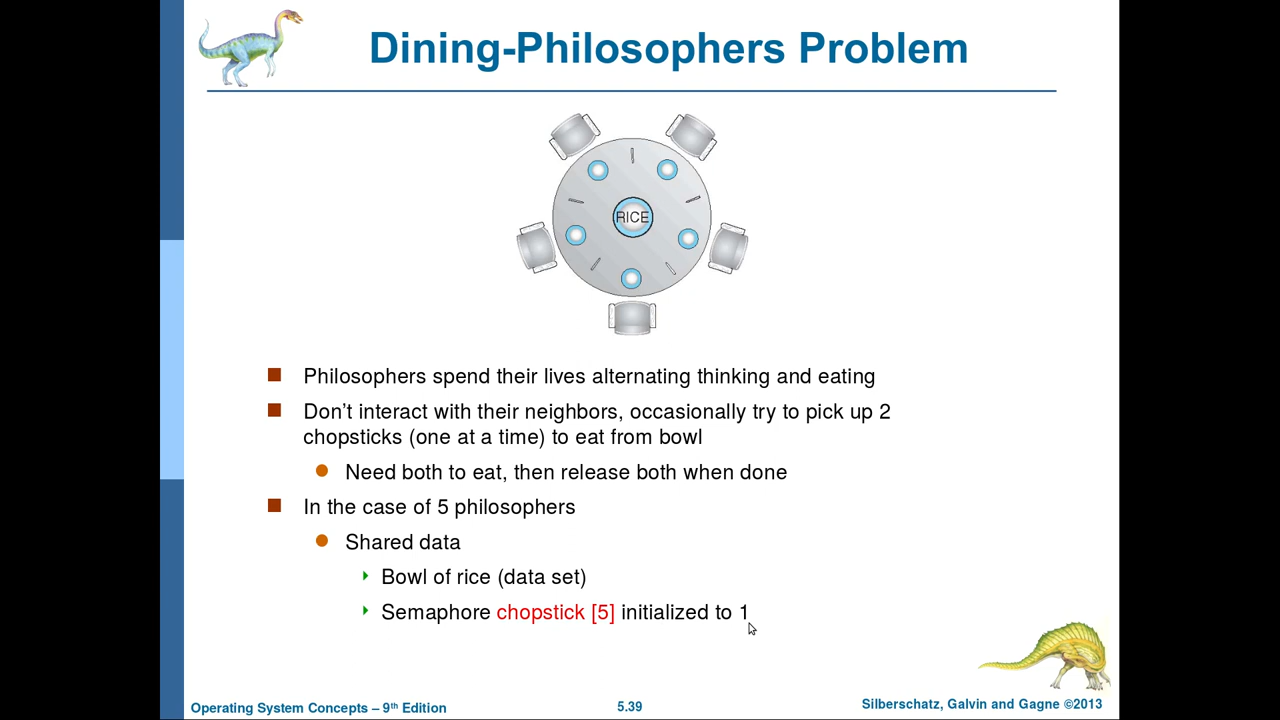 Dining-Philosophers Problem
RICE
Philosophers spend their lives alternating thinking and eating
Don’t interact with their neighbors, occasionally try to pick up 2
chopsticks (one at a time) to eat from bowl
Need both to eat, then release both when done
In the case of 5 philosophers
Shared data
Bowl of rice (data set)
Semaphore chopstick [5] initialized to 1
Operating System Concepts – 9th Edition
5.39
Silberschatz, Galvin and Gagne ©2013